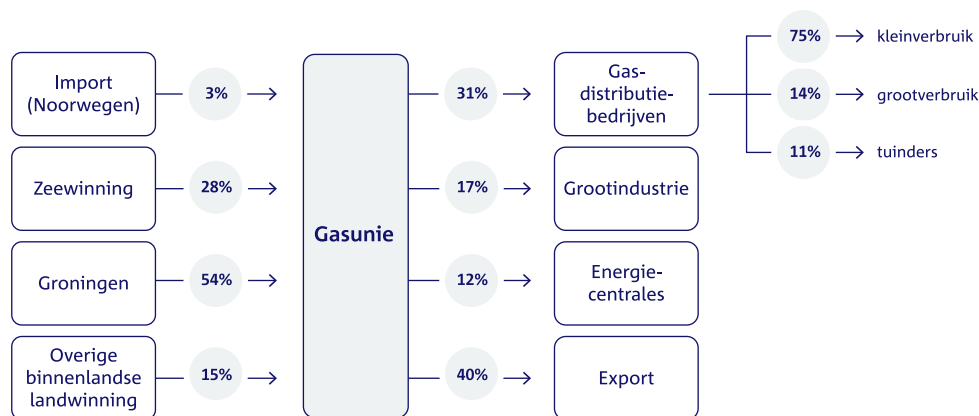 Import
(Noorwegen)
3%
Zeewinning
28%
Groningen
54%
Overige
binnenlandse
landwinning
15%
Gasunie
31%
Gas-
distributie-
bedrijven
75%
kleinverbruik
14%
grootverbruik
11%
tuinders
17%
Grootindustrie
12%
Energie-
centrales
40%
Export